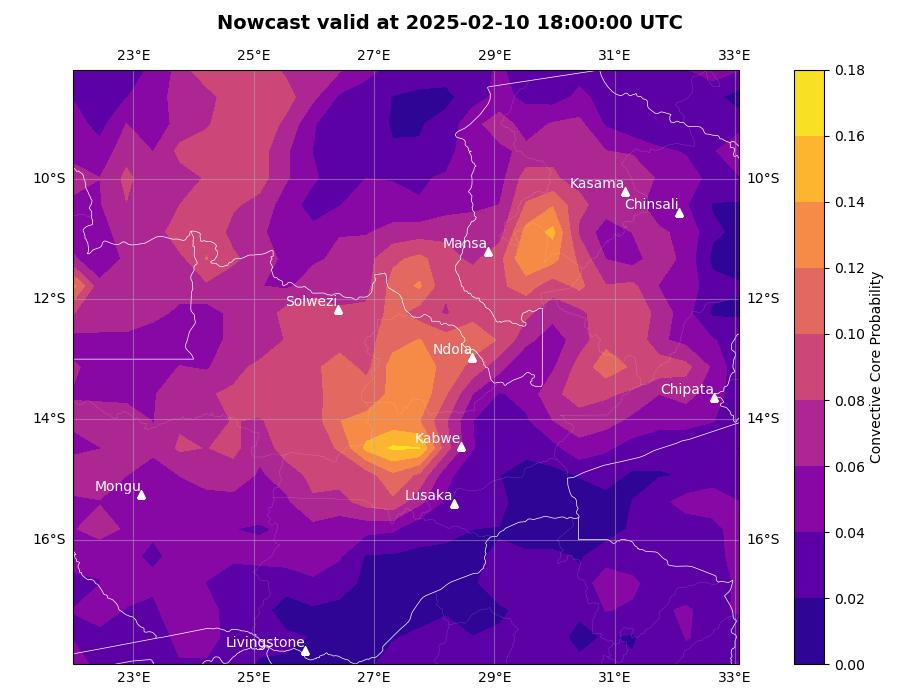 Nowcast valid at 2025-02-10 18:00:00 UTC
23°E 25°E 27°E 29°E 31°E 33°E
0.18
0.16
0.14
0.12
0.10
0.08
0.06
0.04
0.02
0.00
Convective Core Probability
10°S 10°S
12°S 12°S
14°S 14°S
16°S 16°S
Kasama
Chinsali
Mansa
Solwezi
Ndola
Chipata
Kabwe
Mongu
Lusaka
Livingstone
23°E 25°E 27°E 29°E 31°E 33°E